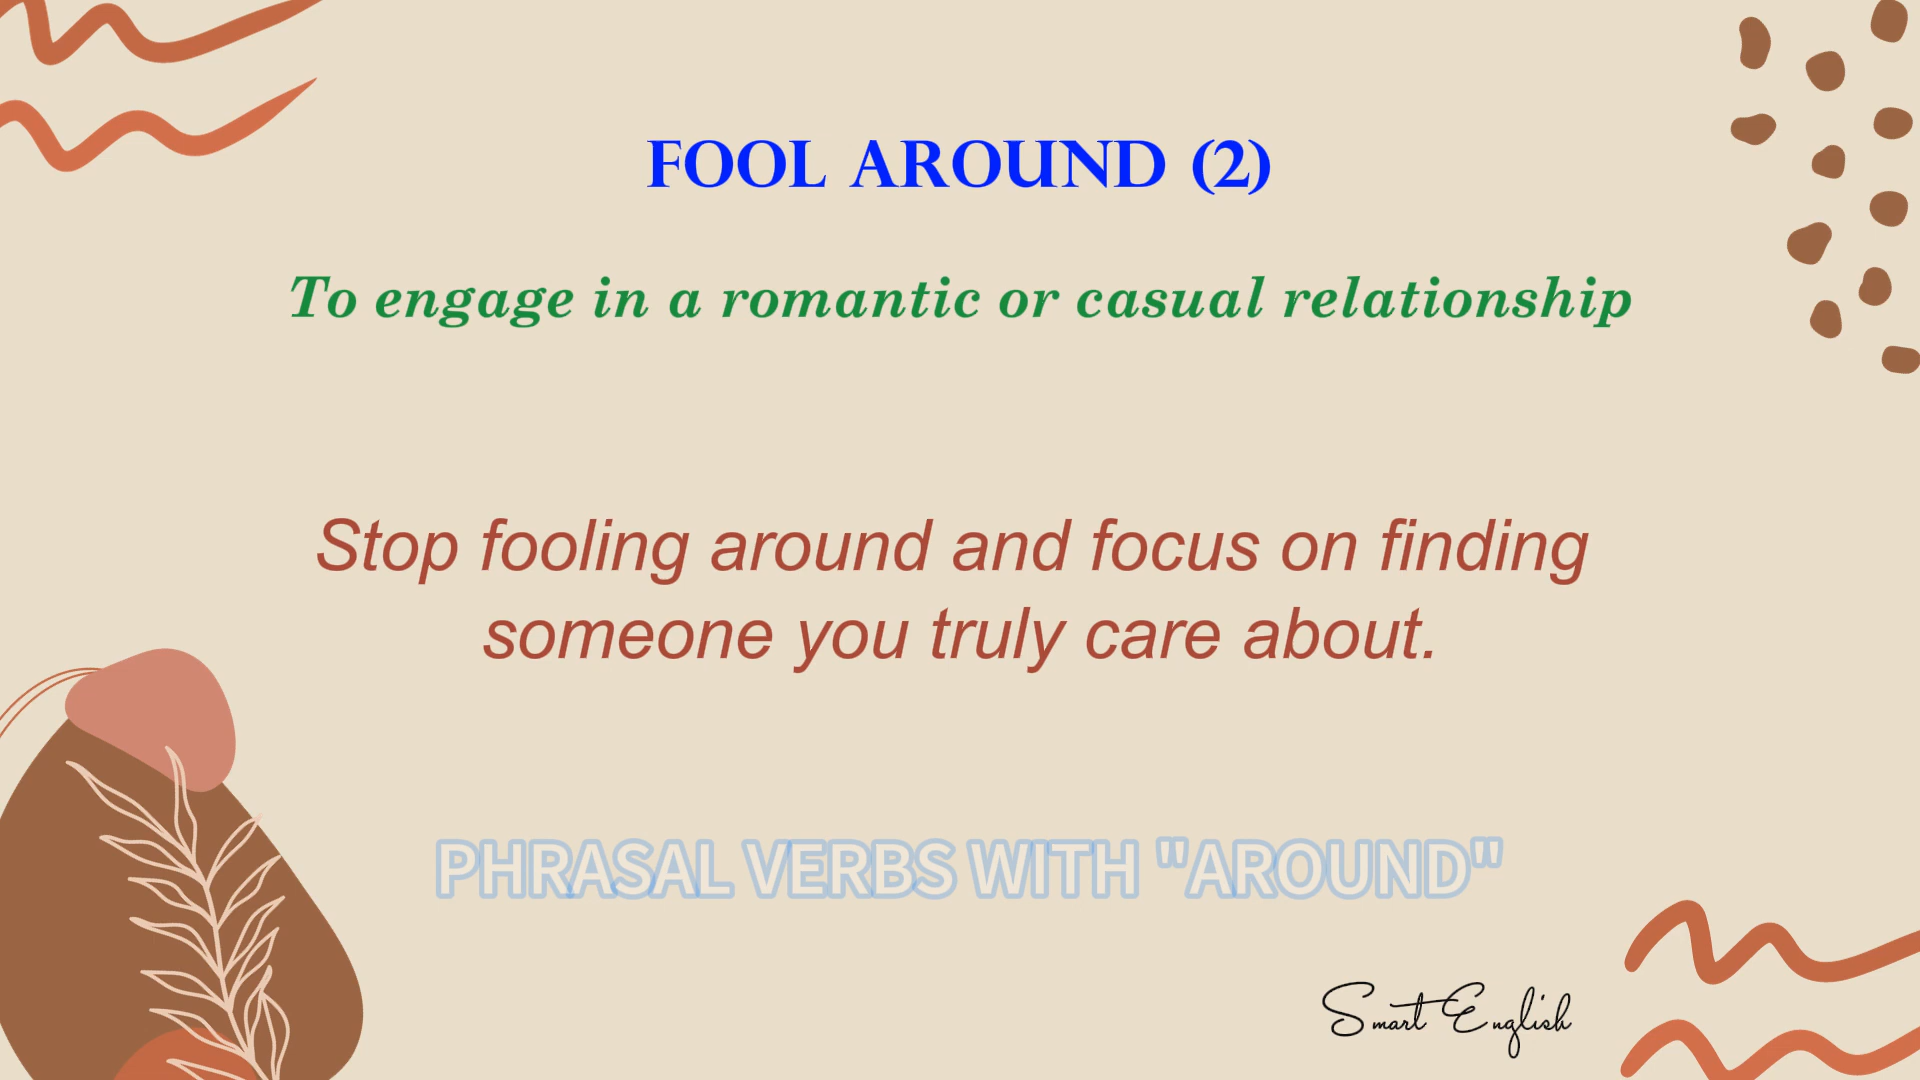 FOOL AROUND (2)
To engage in a romantic or casual relationship
Stop fooling around and focus on finding
someone you truly care about.
PHRASAL VERBS WITH "AROUND"
Smart English